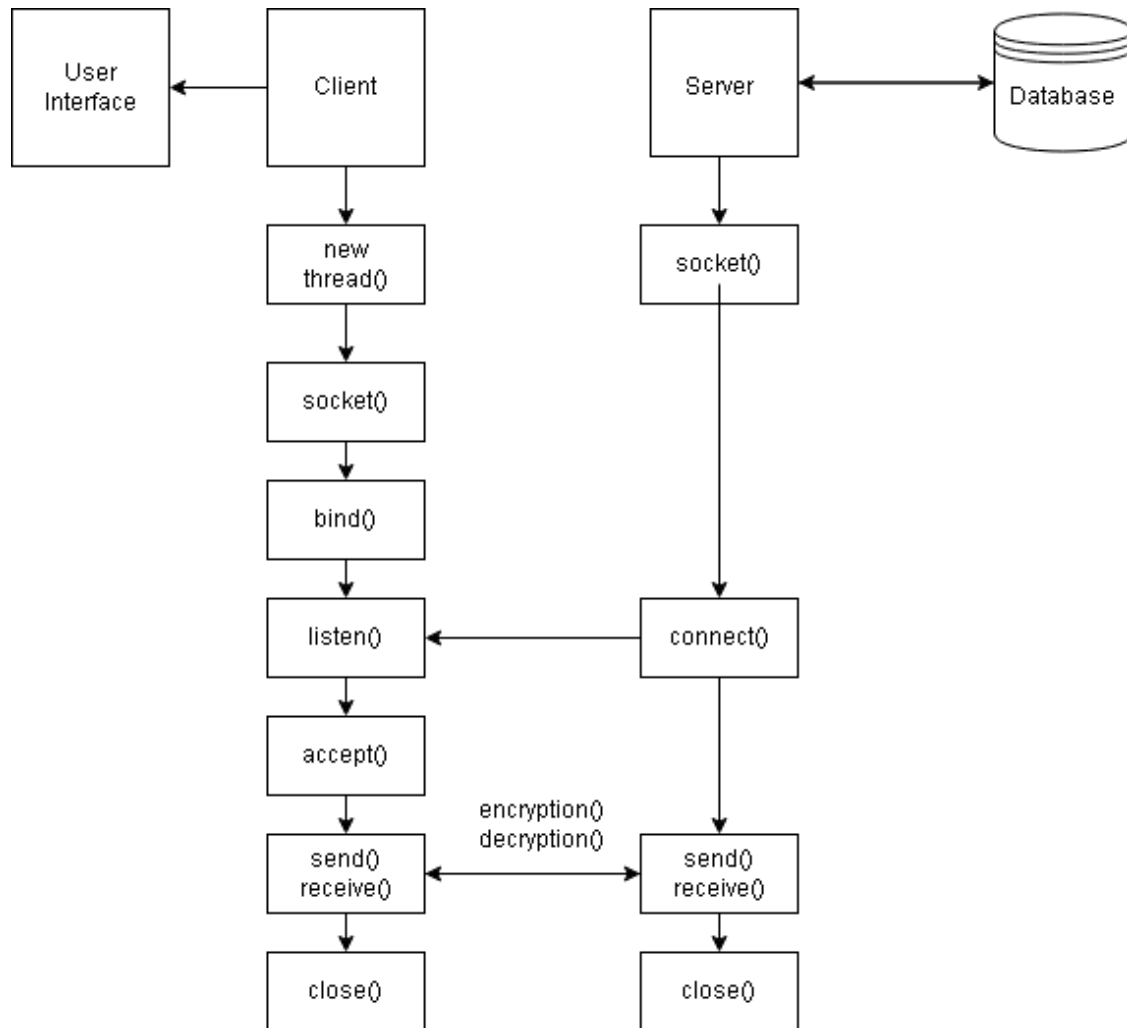 User
Interface
Client
Server
Database
new
thread()
socket()
socket()
bind()
listen()
connect()
accept()
encryption()
decryption()
send()
receive()
send()
receive()
close()
close()